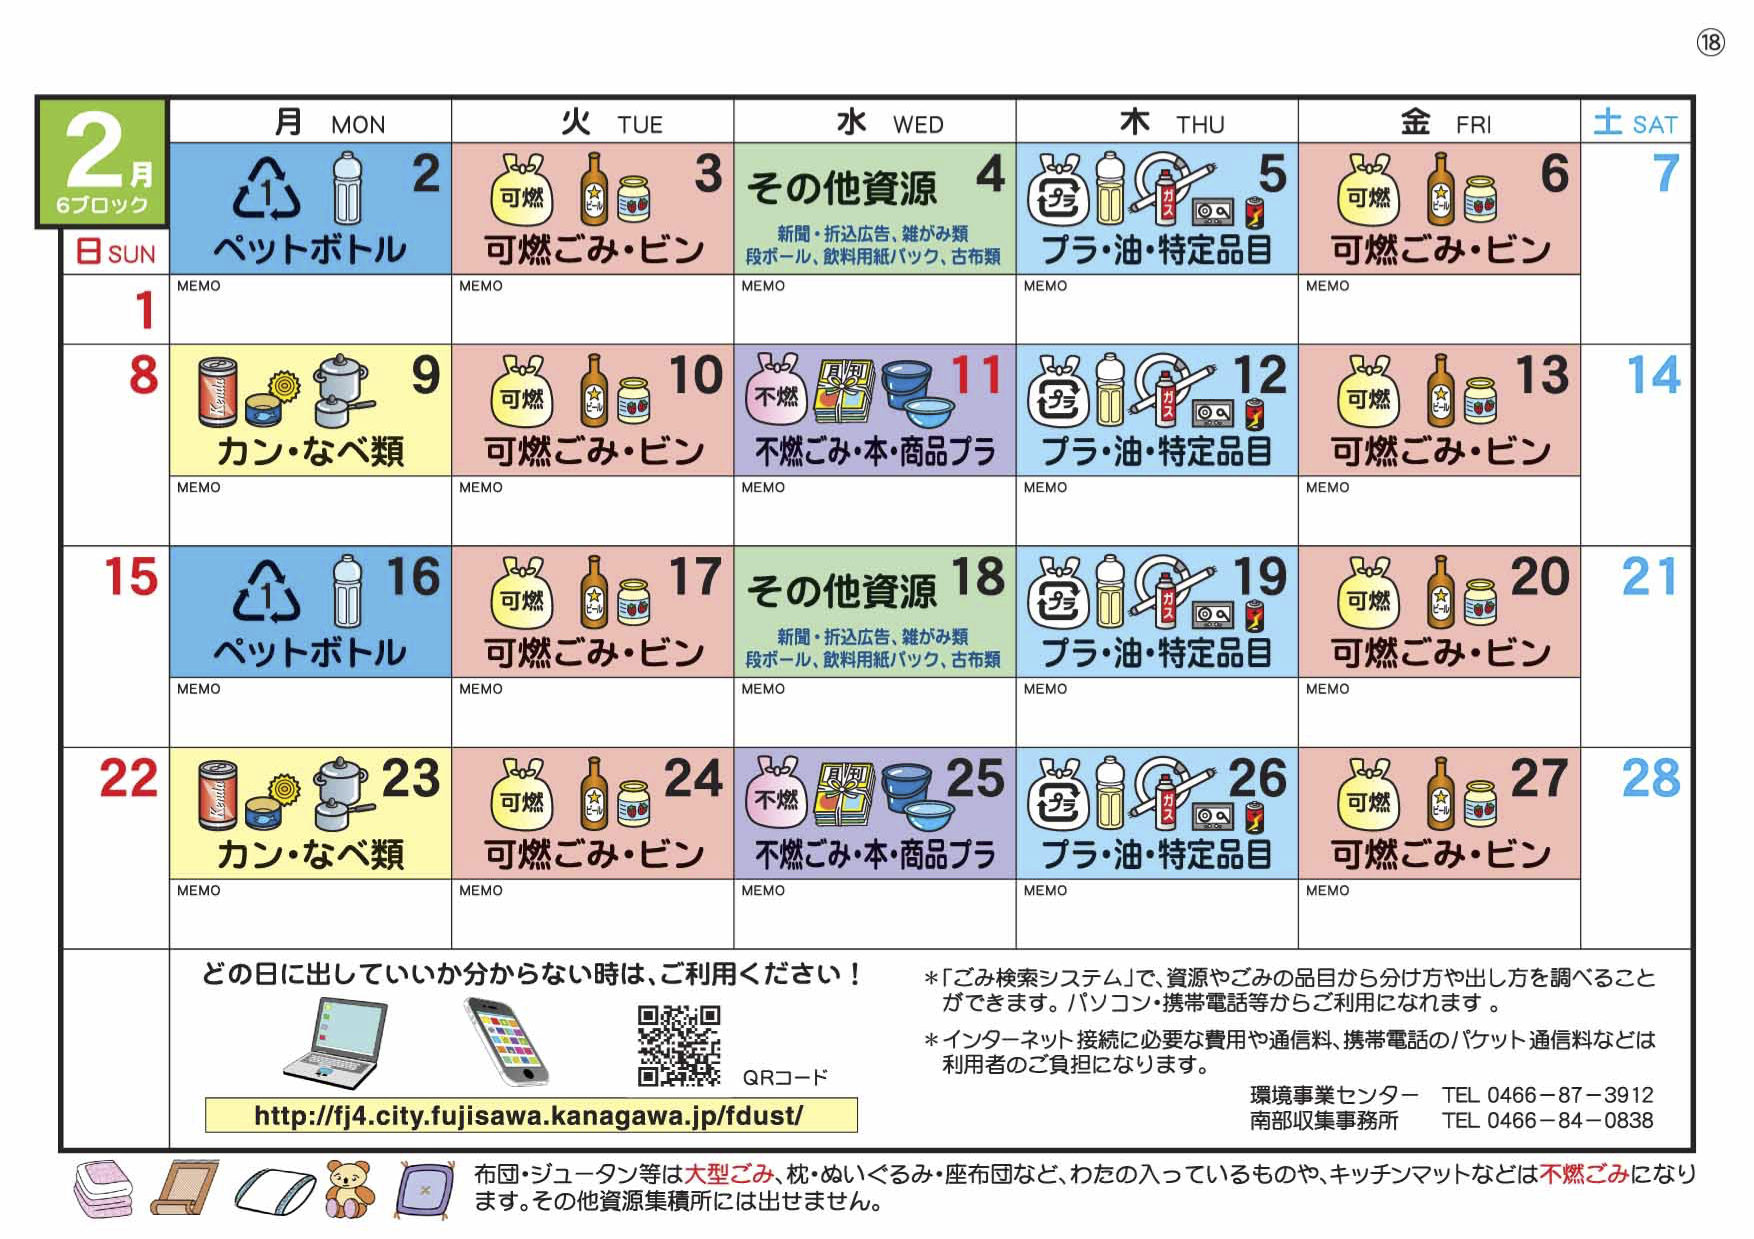 ⑱
2月
6ブロック
月 MON
火 TUE
水 WED
木 THU
金 FRI
土 SAT
日 SUN
1
2
ペットボトル
MEMO
可燃
ビール
3
可燃ごみ・ビン
MEMO
その他資源 4
新聞・折込広告、雑がみ類
段ボール、飲料用紙パック、古布類
MEMO
プラ
ガス
5
プラ・油・特定品目
MEMO
可燃
ビール
6
可燃ごみ・ビン
MEMO
7
8
9
カン・なべ類
MEMO
可燃
ビール
10
可燃ごみ・ビン
MEMO
不燃
月刊
11
不燃ごみ・本・商品プラ
MEMO
プラ
ガス
12
プラ・油・特定品目
MEMO
可燃
ビール
13
可燃ごみ・ビン
MEMO
14
15
1
16
ペットボトル
MEMO
可燃
ビール
17
可燃ごみ・ビン
MEMO
その他資源 18
新聞・折込広告、雑がみ類
段ボール、飲料用紙パック、古布類
MEMO
プラ
ガス
19
プラ・油・特定品目
MEMO
可燃
ビール
20
可燃ごみ・ビン
MEMO
21
22
23
カン・なべ類
MEMO
可燃
ビール
24
可燃ごみ・ビン
MEMO
不燃
月刊
25
不燃ごみ・本・商品プラ
MEMO
プラ
ガス
26
プラ・油・特定品目
MEMO
可燃
ビール
27
可燃ごみ・ビン
MEMO
28
どの日に出していいか分からない時は、ご利用ください！
QRコード
http://fj4.city.fujisawa.kanagawa.jp/fdust/
＊「ごみ検索システム」で、資源やごみの品目から分け方や出し方を調べること
ができます。パソコン・携帯電話等からご利用になれます 。
＊インターネット接続に必要な費用や通信料、携帯電話のパケット通信料などは
利用者のご負担になります。
環境事業センター TEL 0466－87－3912
南部収集事務所 TEL 0466－84－0838
布団・ジュータン等は大型ごみ、枕・ぬいぐるみ・座布団など、わたの入っているものや、キッチンマットなどは不燃ごみになり
ます。その他資源集積所には出せません。